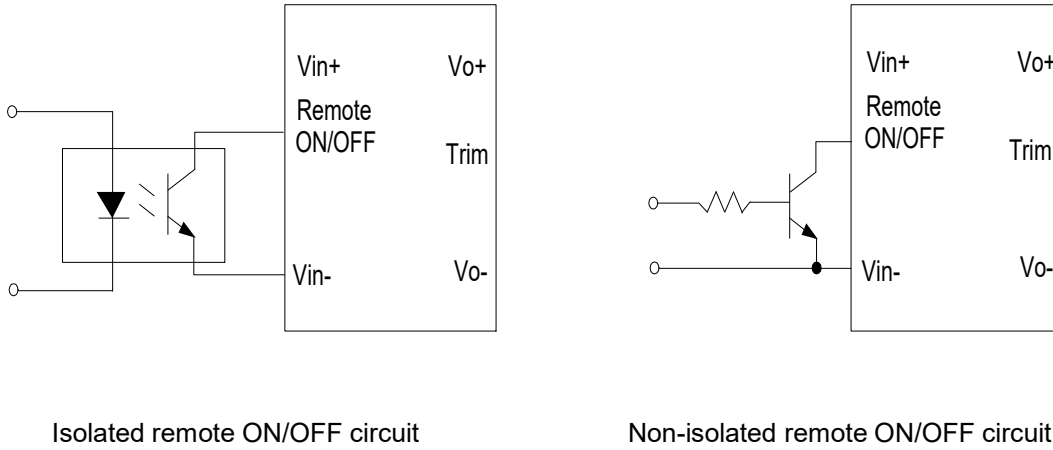 Vin+ Vo+
Remote
ON/OFF
Trim
Vin- Vo-
Isolated remote ON/OFF circuit
Vin+ Vo+
Remote
ON/OFF
Trim
Vin- Vo-
Non-isolated remote ON/OFF circuit